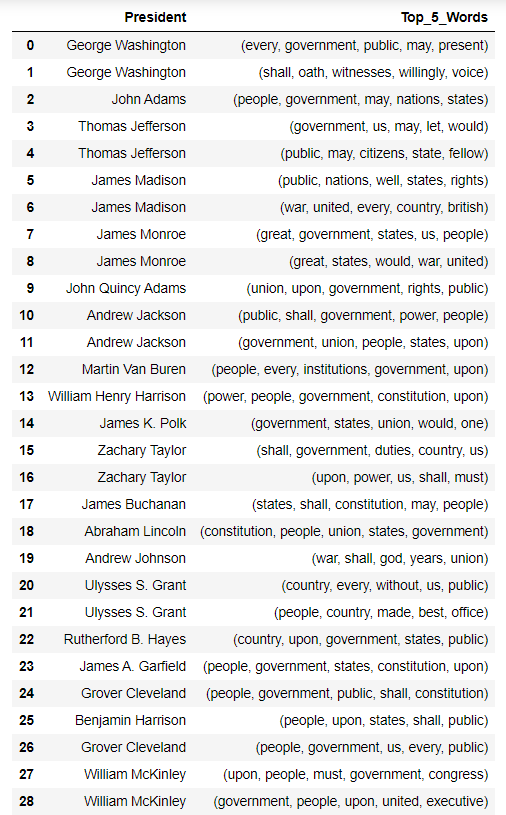 President Top_5_Words
0 George Washington (every, government, public, may, present)
1 George Washington (shall, oath, witnesses, willingly, voice)
2 John Adams (people, government, may, nations, states)
3 Thomas Jefferson (government, us, may, let, would)
4 Thomas Jefferson (public, may, citizens, state, fellow)
5 James Madison (public, nations, well, states, rights)
6 James Madison (war, united, every, country, british)
7 James Monroe (great, government, states, us, people)
8 James Monroe (great, states, would, war, united)
9 John Quincy Adams (union, upon, government, rights, public)
10 Andrew Jackson (public, shall, government, power, people)
11 Andrew Jackson (government, union, people, states, upon)
12 Martin Van Buren (people, every, institutions, government, upon)
13 William Henry Harrison (power, people, government, constitution, upon)
14 James K. Polk (government, states, union, would, one)
15 Zachary Taylor (shall, government, duties, country, us)
16 Zachary Taylor (upon, power, us, shall, must)
17 James Buchanan (states, shall, constitution, may, people)
18 Abraham Lincoln (constitution, people, union, states, government)
19 Andrew Johnson (war, shall, god, years, union)
20 Ulysses S. Grant (country, every, without, us, public)
21 Ulysses S. Grant (people, country, made, best, office)
22 Rutherford B. Hayes (country, upon, government, states, public)
23 James A. Garfield (people, government, states, constitution, upon)
24 Grover Cleveland (people, government, public, shall, constitution)
25 Benjamin Harrison (people, upon, states, shall, public)
26 Grover Cleveland (people, government, us, every, public)
27 William McKinley (upon, people, must, government, congress)
28 William McKinley (government, people, upon, united, executive)